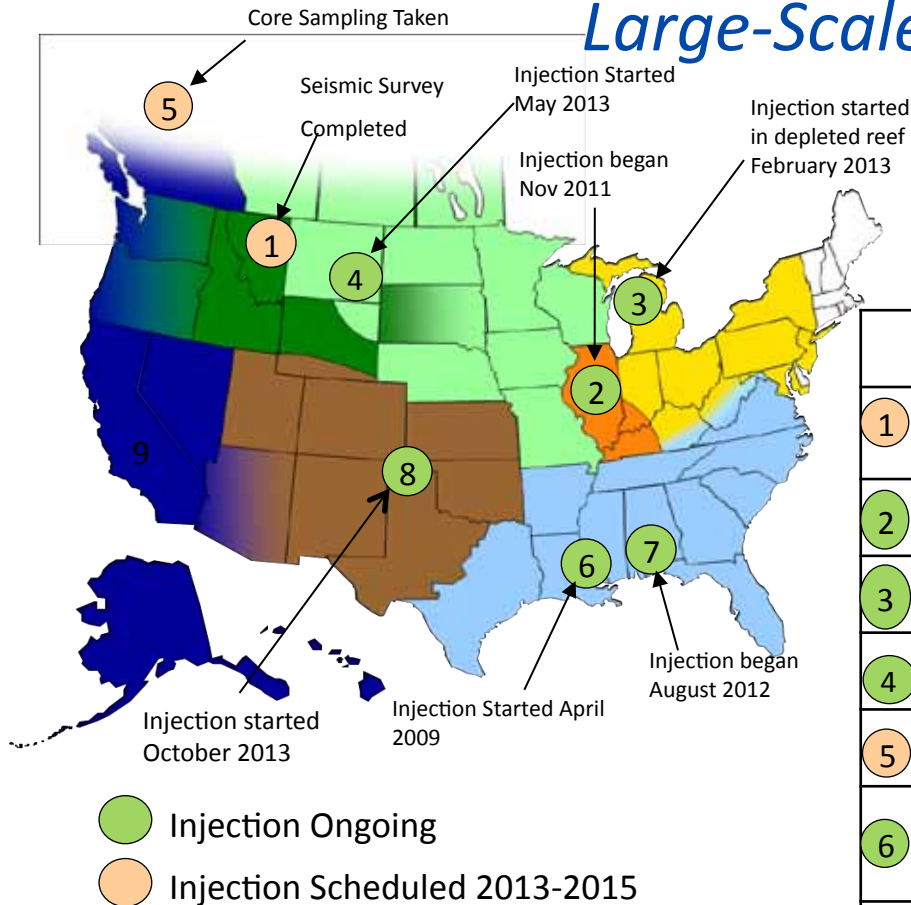 Large-Scale
Core Sampling Taken
5
Seismic Survey
Completed
Injection Started
May 2013
Injection began
Nov 2011
Injection started
in depleted reef
February 2013
1
4
3
2
9
8
6
7
Injection started
October 2013
Injection Started April
2009
Injection began
August 2012
Injection Ongoing
Injection Scheduled 2013-2015
1
2
3
4
5
6